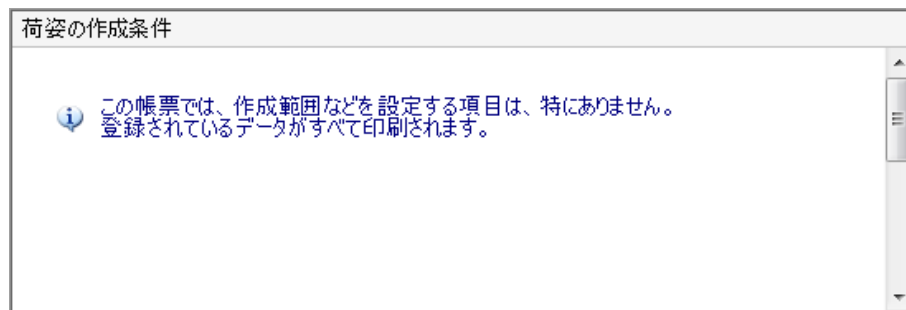 荷姿の作成条件
この帳票では、作成範囲などを設定する項目は、特にありません。
登録されているデータがすべて印刷されます。